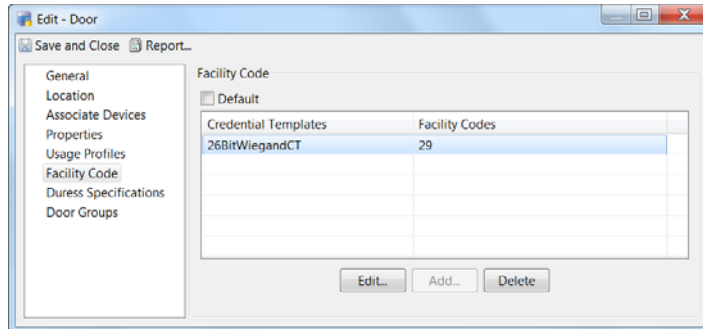 Edit - Door
Save and Close Report...
General
Location
Associate Devices
Properties
Usage Profiles
Facility Code
Duress Specifications
Door Groups
Facility Code
Default
Credential Templates Facility Codes
26BitWiegandCT 29
Edit... Add... Delete